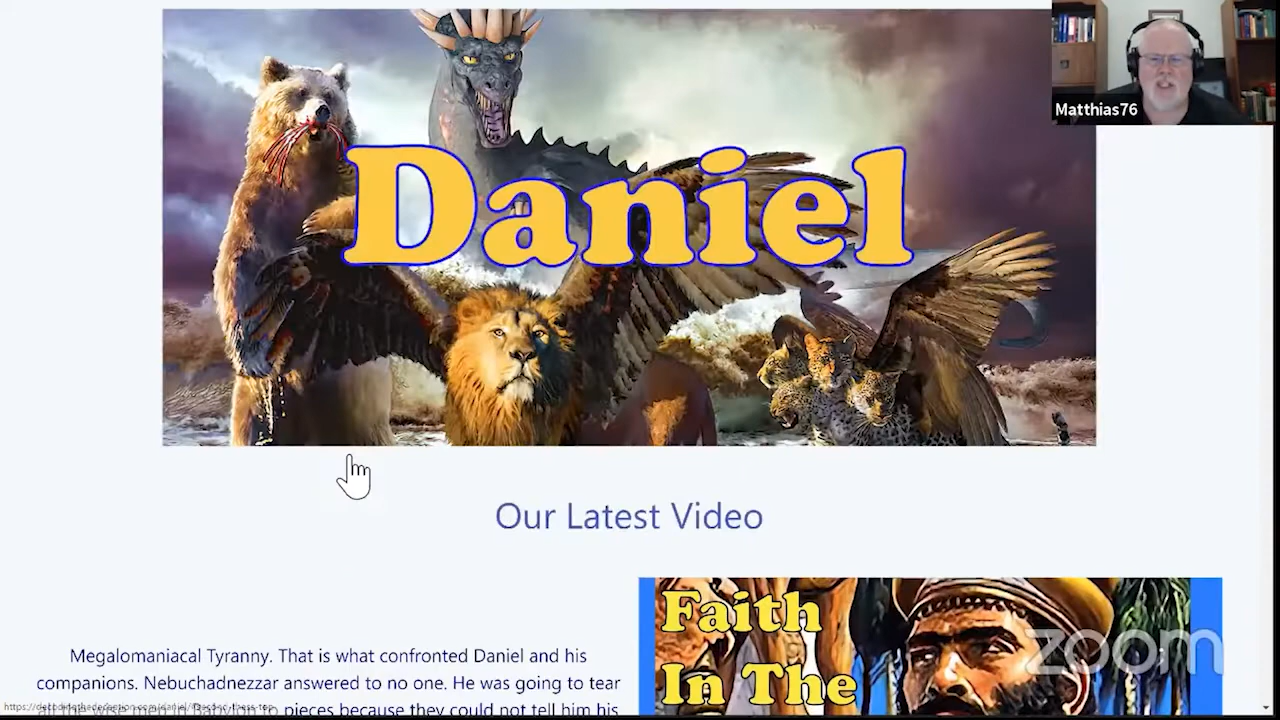 Matthias76
Daniel
Our Latest Video
Megalomaniacal Tyranny. That is what confronted Daniel and his
companions. Nebuchadnezzar answered to no one. He was going to tear
pieces because they could not tell him his
Faith
In The
zoom